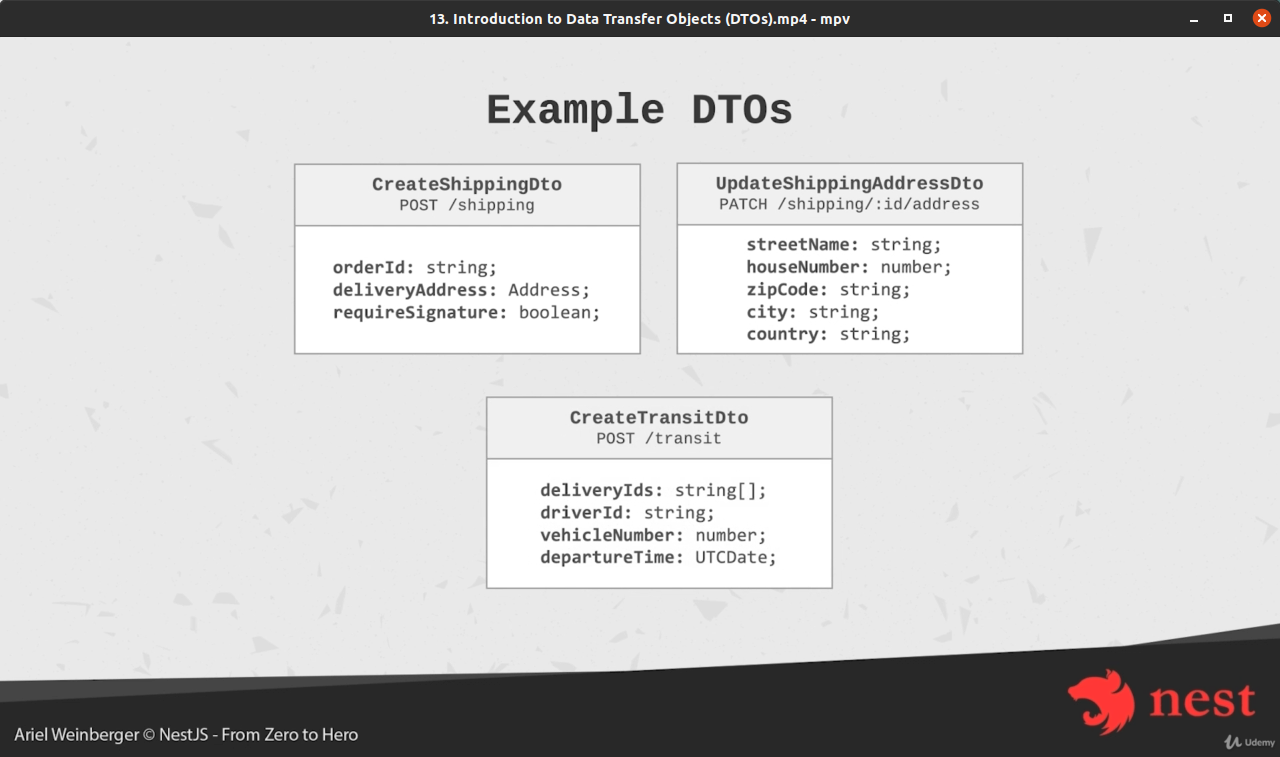 13. Introduction to Data Transfer Objects (DTOs).mp4 - mpv
Example DTOs
CreateShippingDto
POST /shipping
orderId: string;
deliveryAddress: Address;
requireSignature: boolean;
UpdateShippingAddressDto
PATCH /shipping/:id/address
streetName: string;
houseNumber: number;
zipCode: string;
city: string;
country: string;
CreateTransitDto
POST /transit
deliveryIds: string[];
driverId: string;
vehicleNumber: number;
departureTime: UTCDate;
nest
Ariel Weinberger © NestJS - From Zero to Hero
Udemy